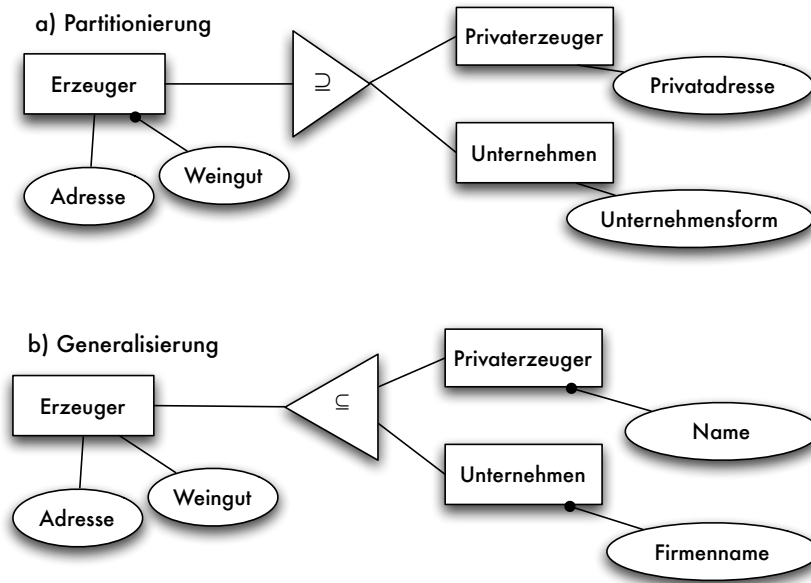 a) Partitionierung
Erzeuger
Adresse
Weingut
⊇
Privaterzeuger
Privatadresse
Unternehmen
Unternehmensform
b) Generalisierung
Erzeuger
Adresse
Weingut
⊆
Privaterzeuger
Name
Unternehmen
Firmenname